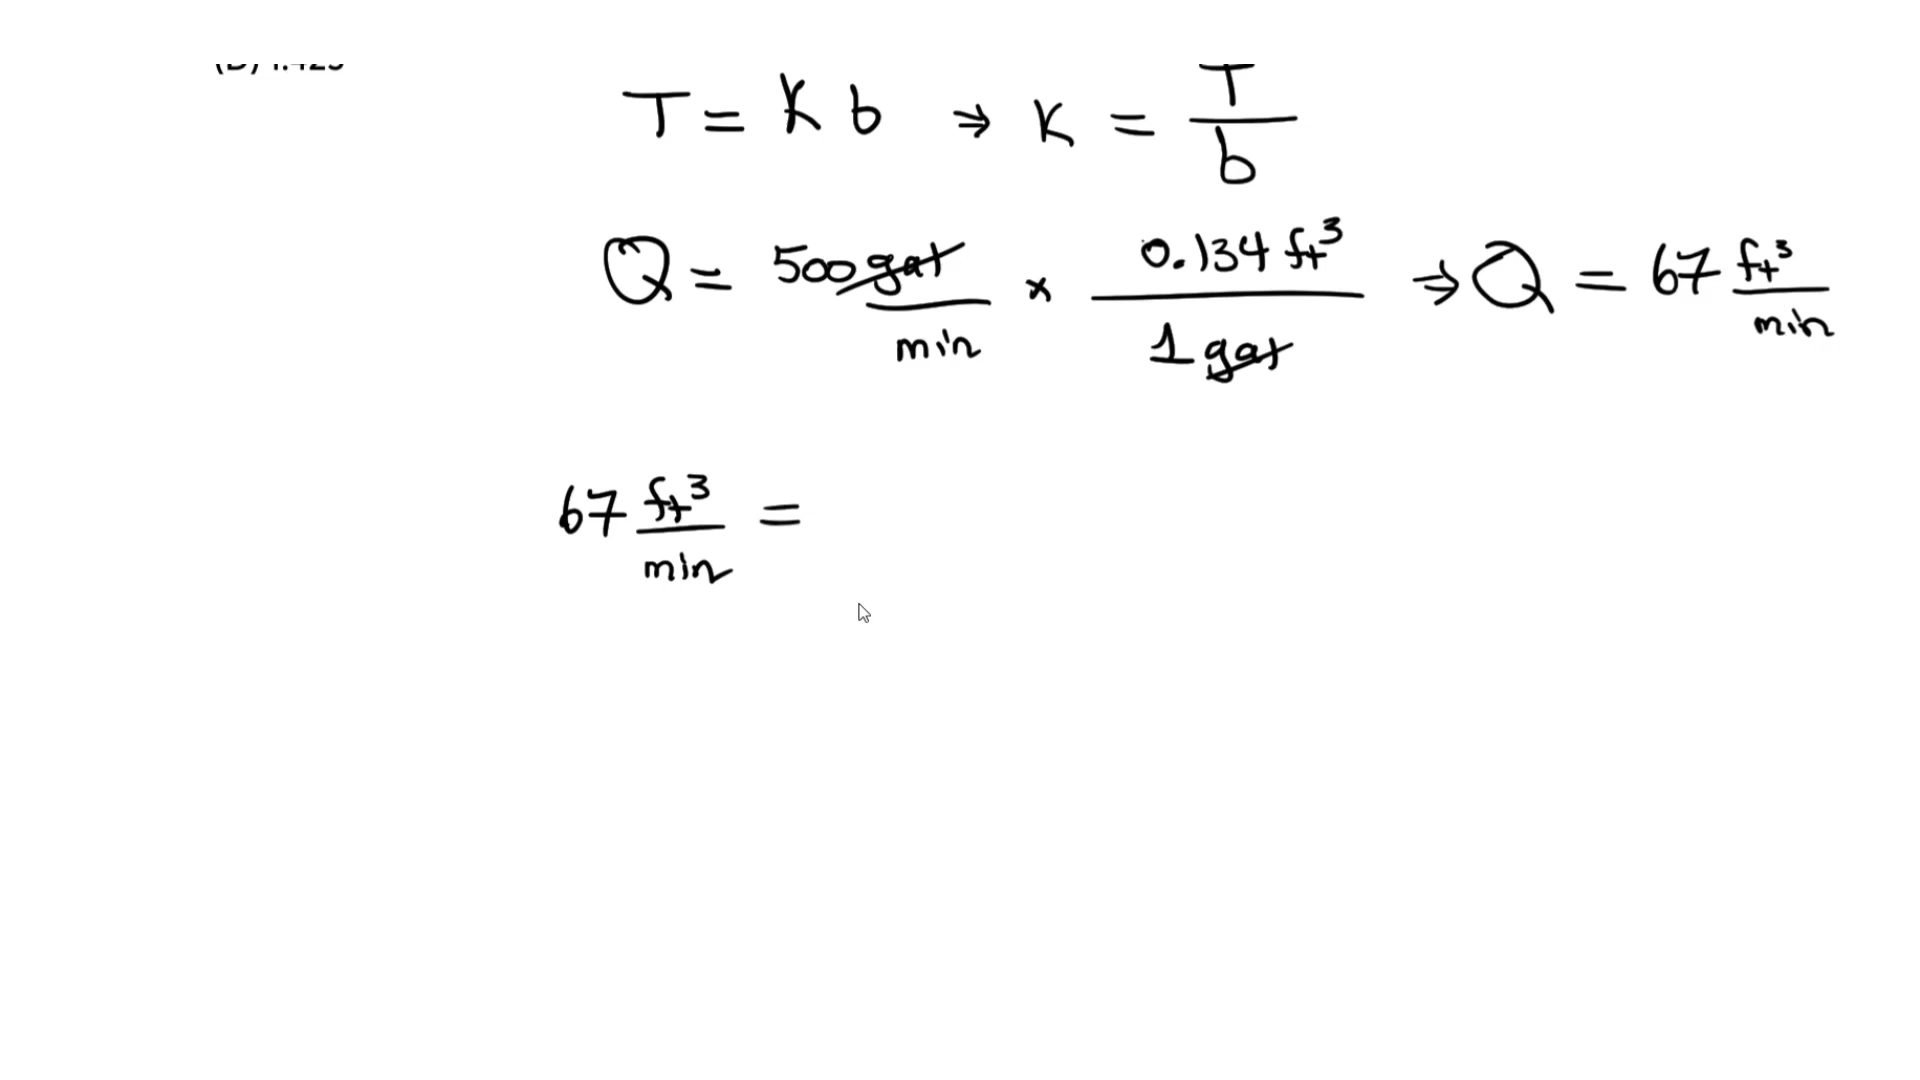 T = K b ⇒ K = T / b
Q = 500 gal / min × 0.134 ft³ / 1 gal ⇒ Q = 67 ft³ / min
67 ft³ / min =